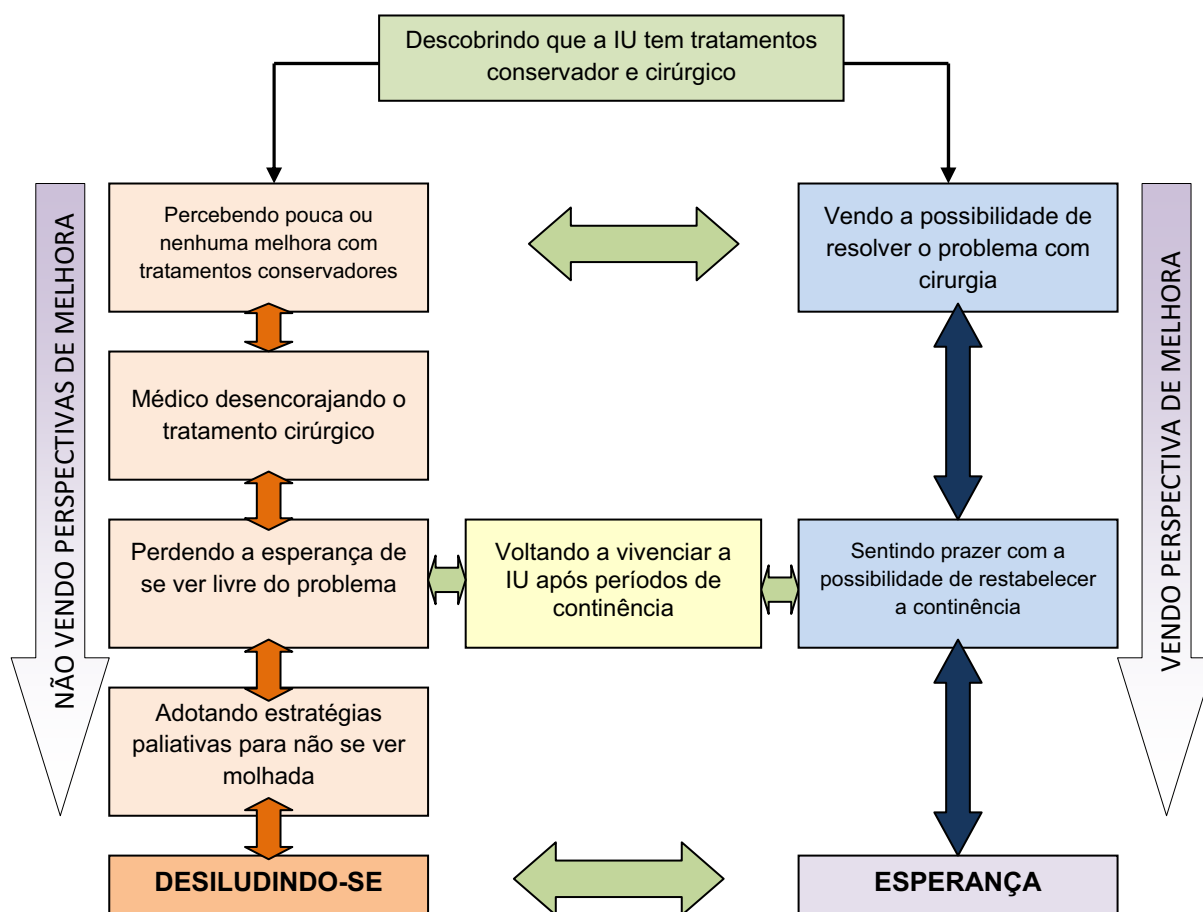 Descobrindo que a IU tem tratamentos
conservador e cirúrgico
NÃO VENDO PERSPECTIVAS DE MELHORA
Percebendo pouca ou
nenhuma melhora com
tratamentos conservadores
Vendo a possibilidade de
resolver o problema com
cirurgia
VENDO PERSPECTIVA DE MELHORA
Médico desencorajando o
tratamento cirúrgico
Perdendo a esperança de
se ver livre do problema
Voltando a vivenciar a
IU após períodos de
continência
Sentindo prazer com a
possibilidade de restabelecer
a continência
Adotando estratégias
paliativas para não se ver
molhada
DESILUDINDO-SE
ESPERANÇA